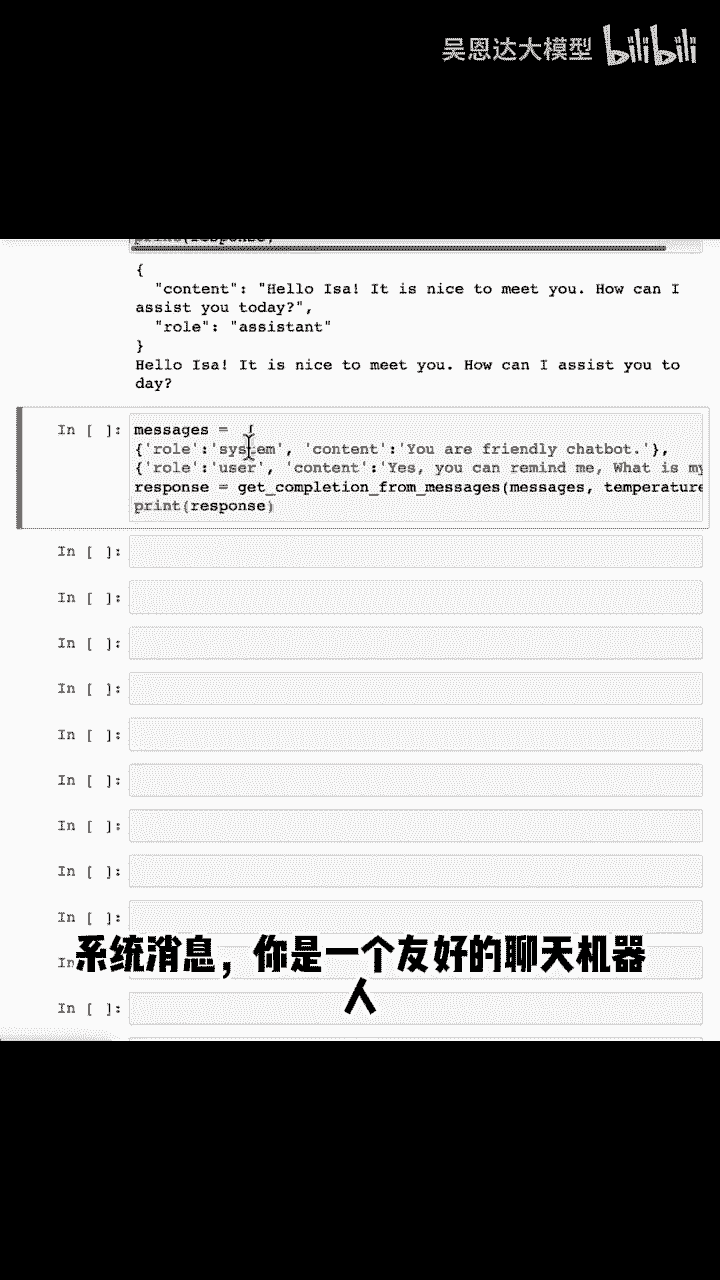 吴恩达大模型 bilibili
print(response)
{
"content": "Hello Isa! It is nice to meet you. How can I
assist you today?",
"role": "assistant"
}
Hello Isa! It is nice to meet you. How can I assist you to
day?
In [ ]: messages = [
{'role':'system', 'content':'You are friendly chatbot.'},
{'role':'user', 'content':'Yes, you can remind me, What is my
response = get_completion_from_messages(messages, temperature
print(response)
In [ ]:
In [ ]:
In [ ]:
In [ ]:
In [ ]:
In [ ]:
In [ ]:
In [ ]:
In [ ]:
In
系统消息，你是一个友好的聊天机器
人
In [ ]: